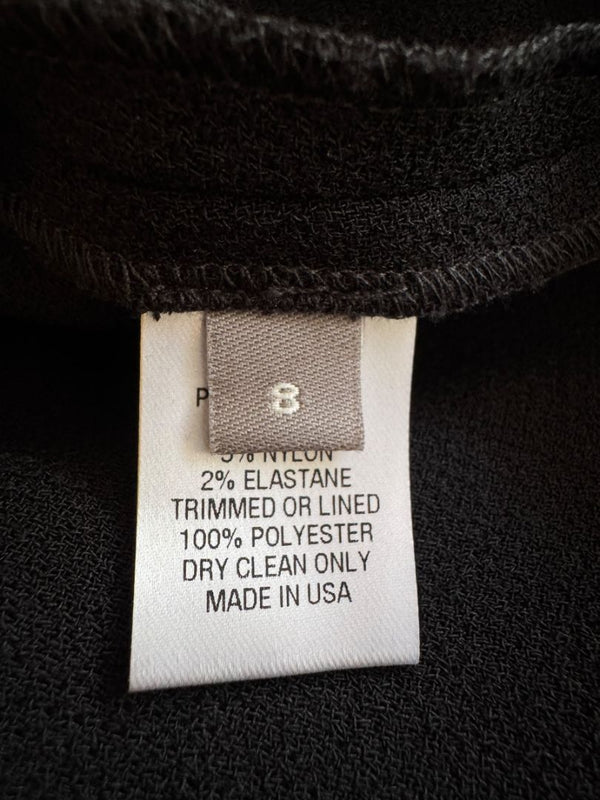 8
P
NYLON
2% ELASTANE
TRIMMED OR LINED
100% POLYESTER
DRY CLEAN ONLY
MADE IN USA